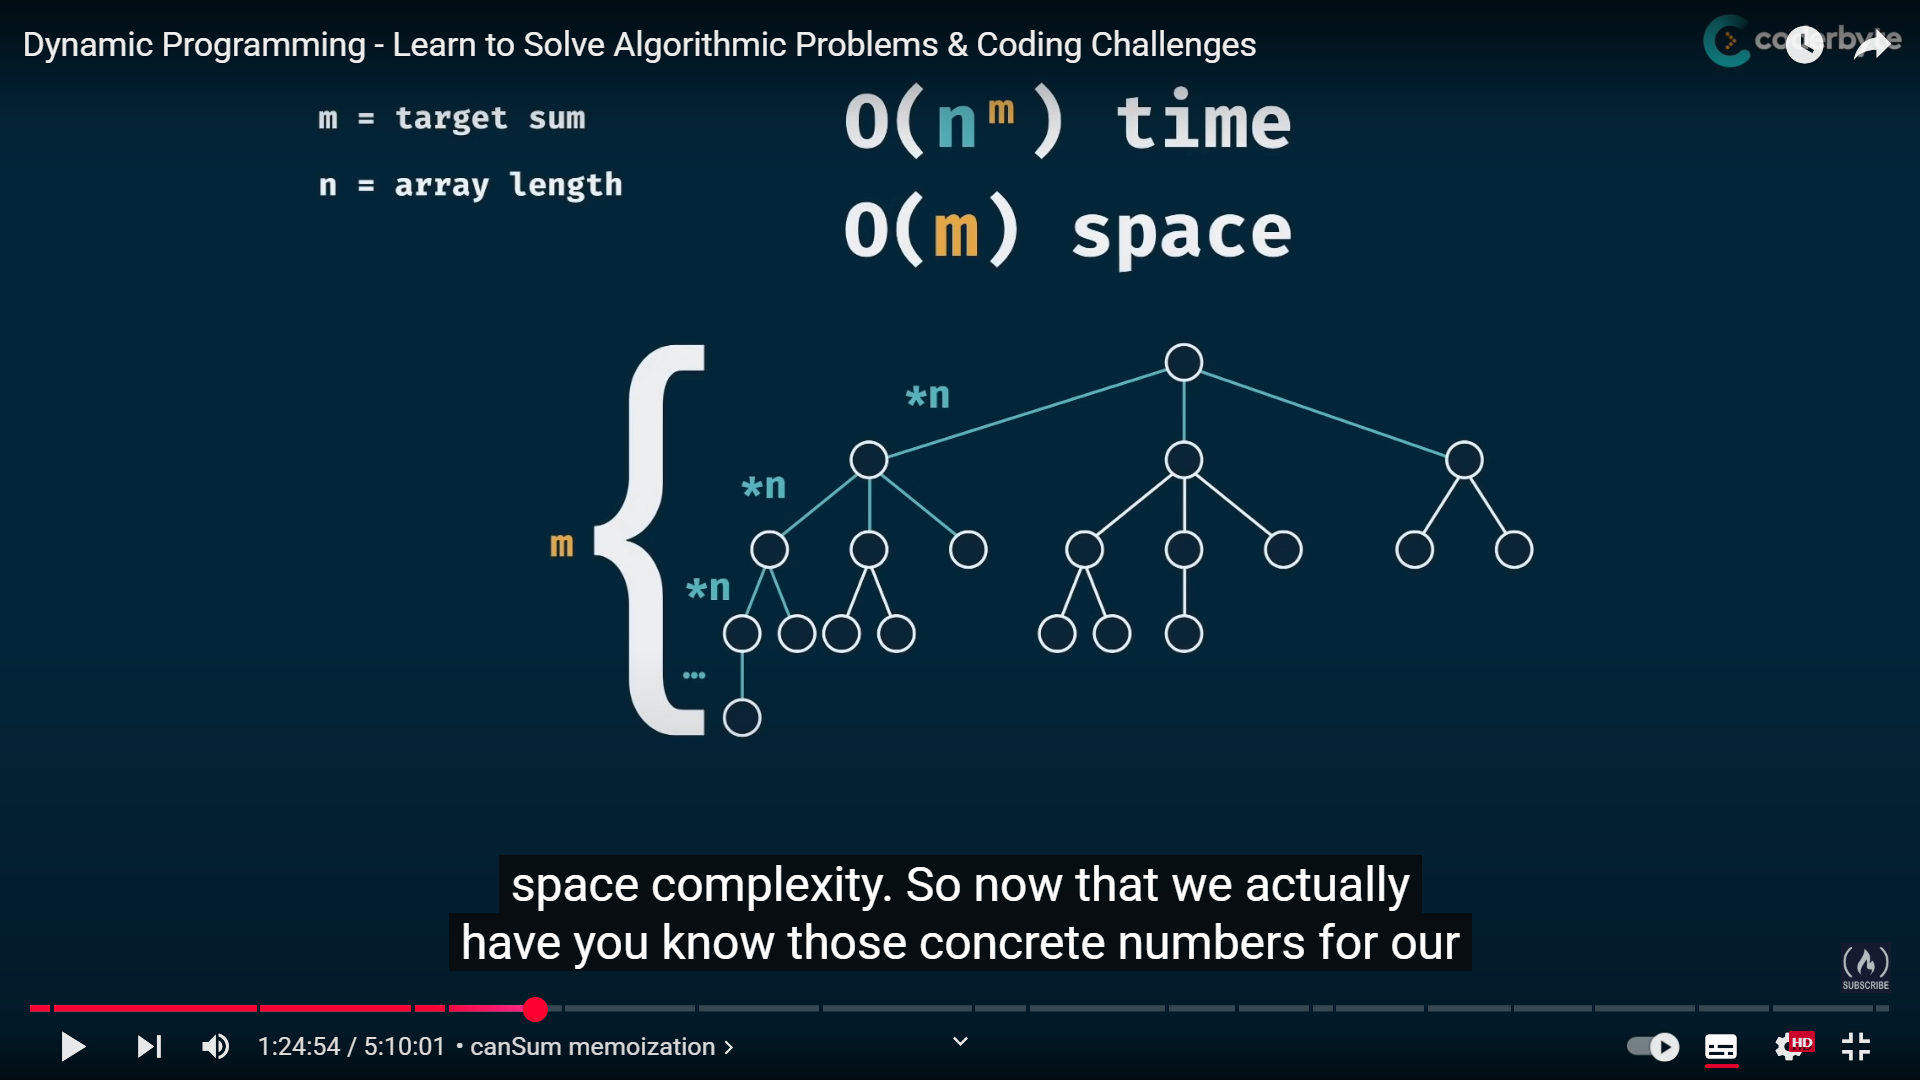 Dynamic Programming - Learn to Solve Algorithmic Problems & Coding Challenges
coderbyte
m = target sum
n = array length
O(nᵐ) time
O(m) space
*n
*n
m
*n
...
space complexity. So now that we actually
have you know those concrete numbers for our
SUBSCRIBE
1:24:54 / 5:10:01 • canSum memoization
HD